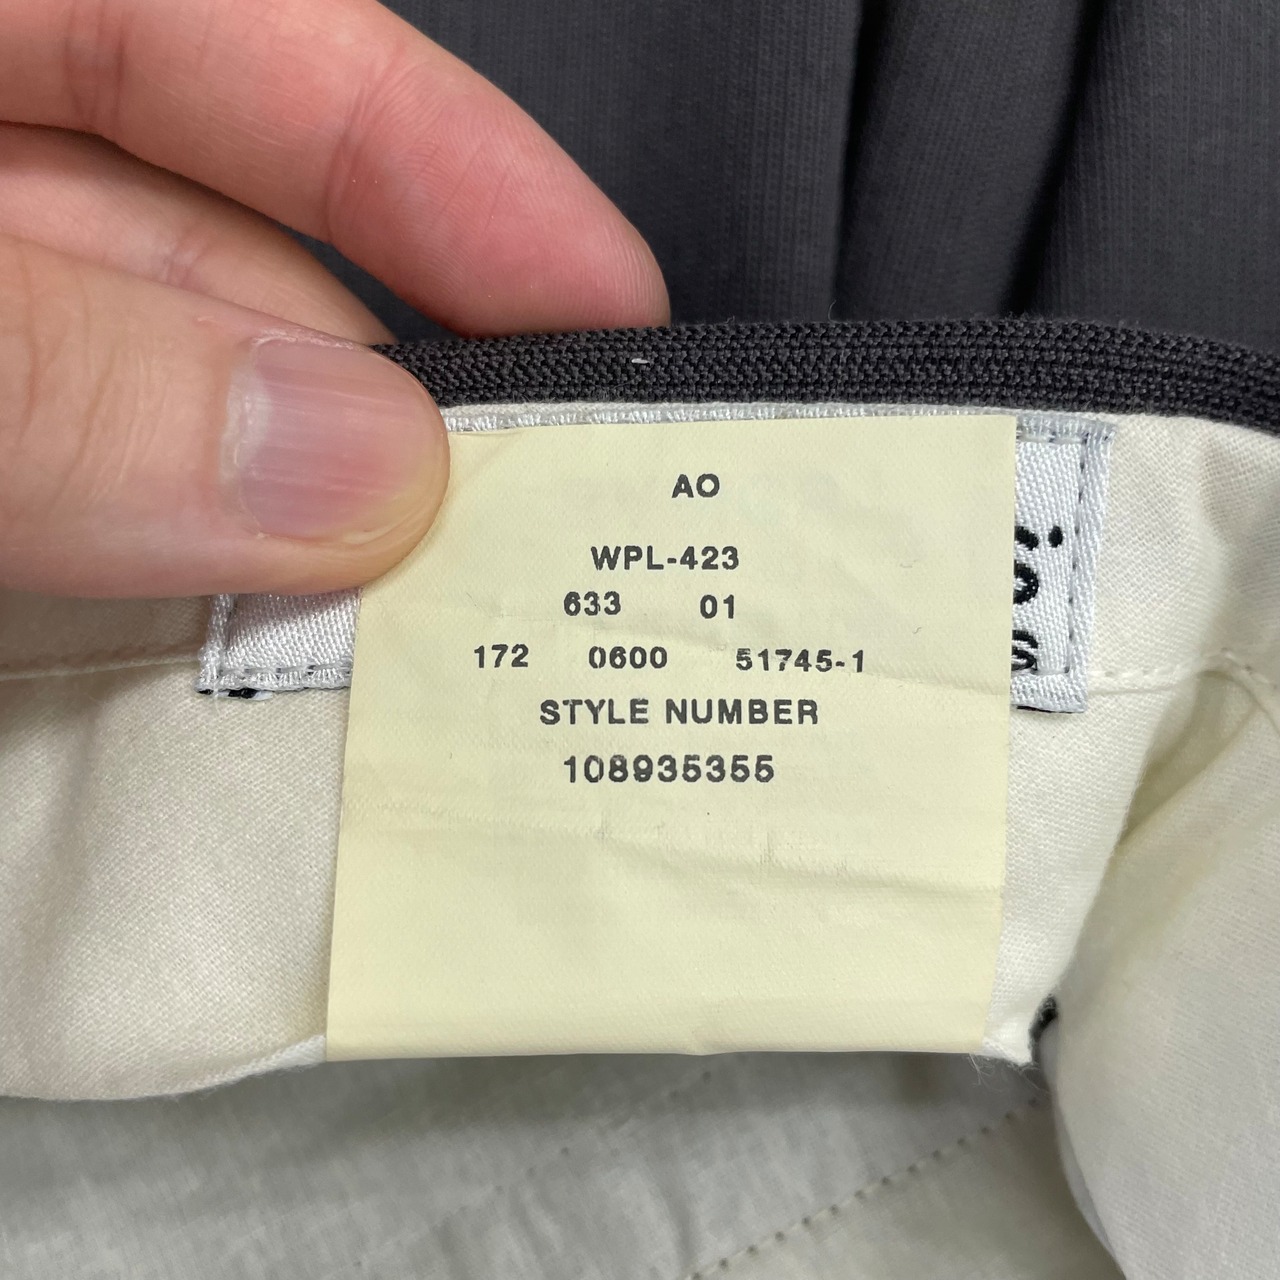 AO
WPL-423
633 01
172 0600 51745-1
STYLE NUMBER
108935355